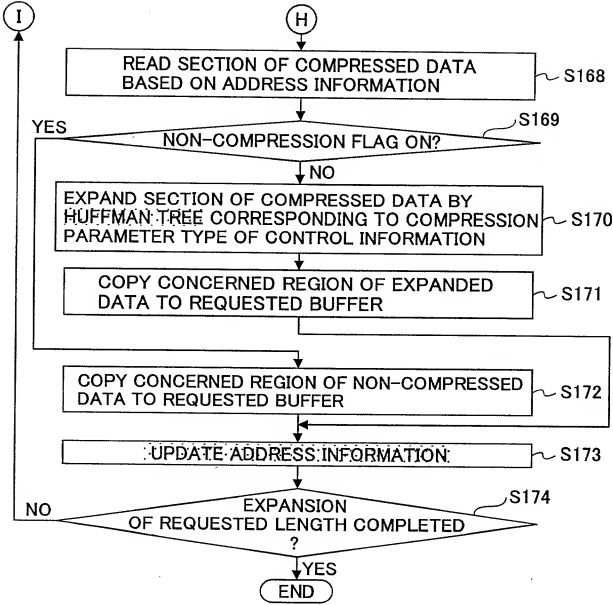 I
H
READ SECTION OF COMPRESSED DATA
BASED ON ADDRESS INFORMATION
S168
S169
YES
NON-COMPRESSION FLAG ON?
NO
EXPAND SECTION OF COMPRESSED DATA BY
HUFFMAN TREE CORRESPONDING TO COMPRESSION
PARAMETER TYPE OF CONTROL INFORMATION
S170
COPY CONCERNED REGION OF EXPANDED
DATA TO REQUESTED BUFFER
S171
COPY CONCERNED REGION OF NON-COMPRESSED
DATA TO REQUESTED BUFFER
S172
UPDATE ADDRESS INFORMATION
S173
S174
NO
EXPANSION
OF REQUESTED LENGTH COMPLETED
?
YES
END